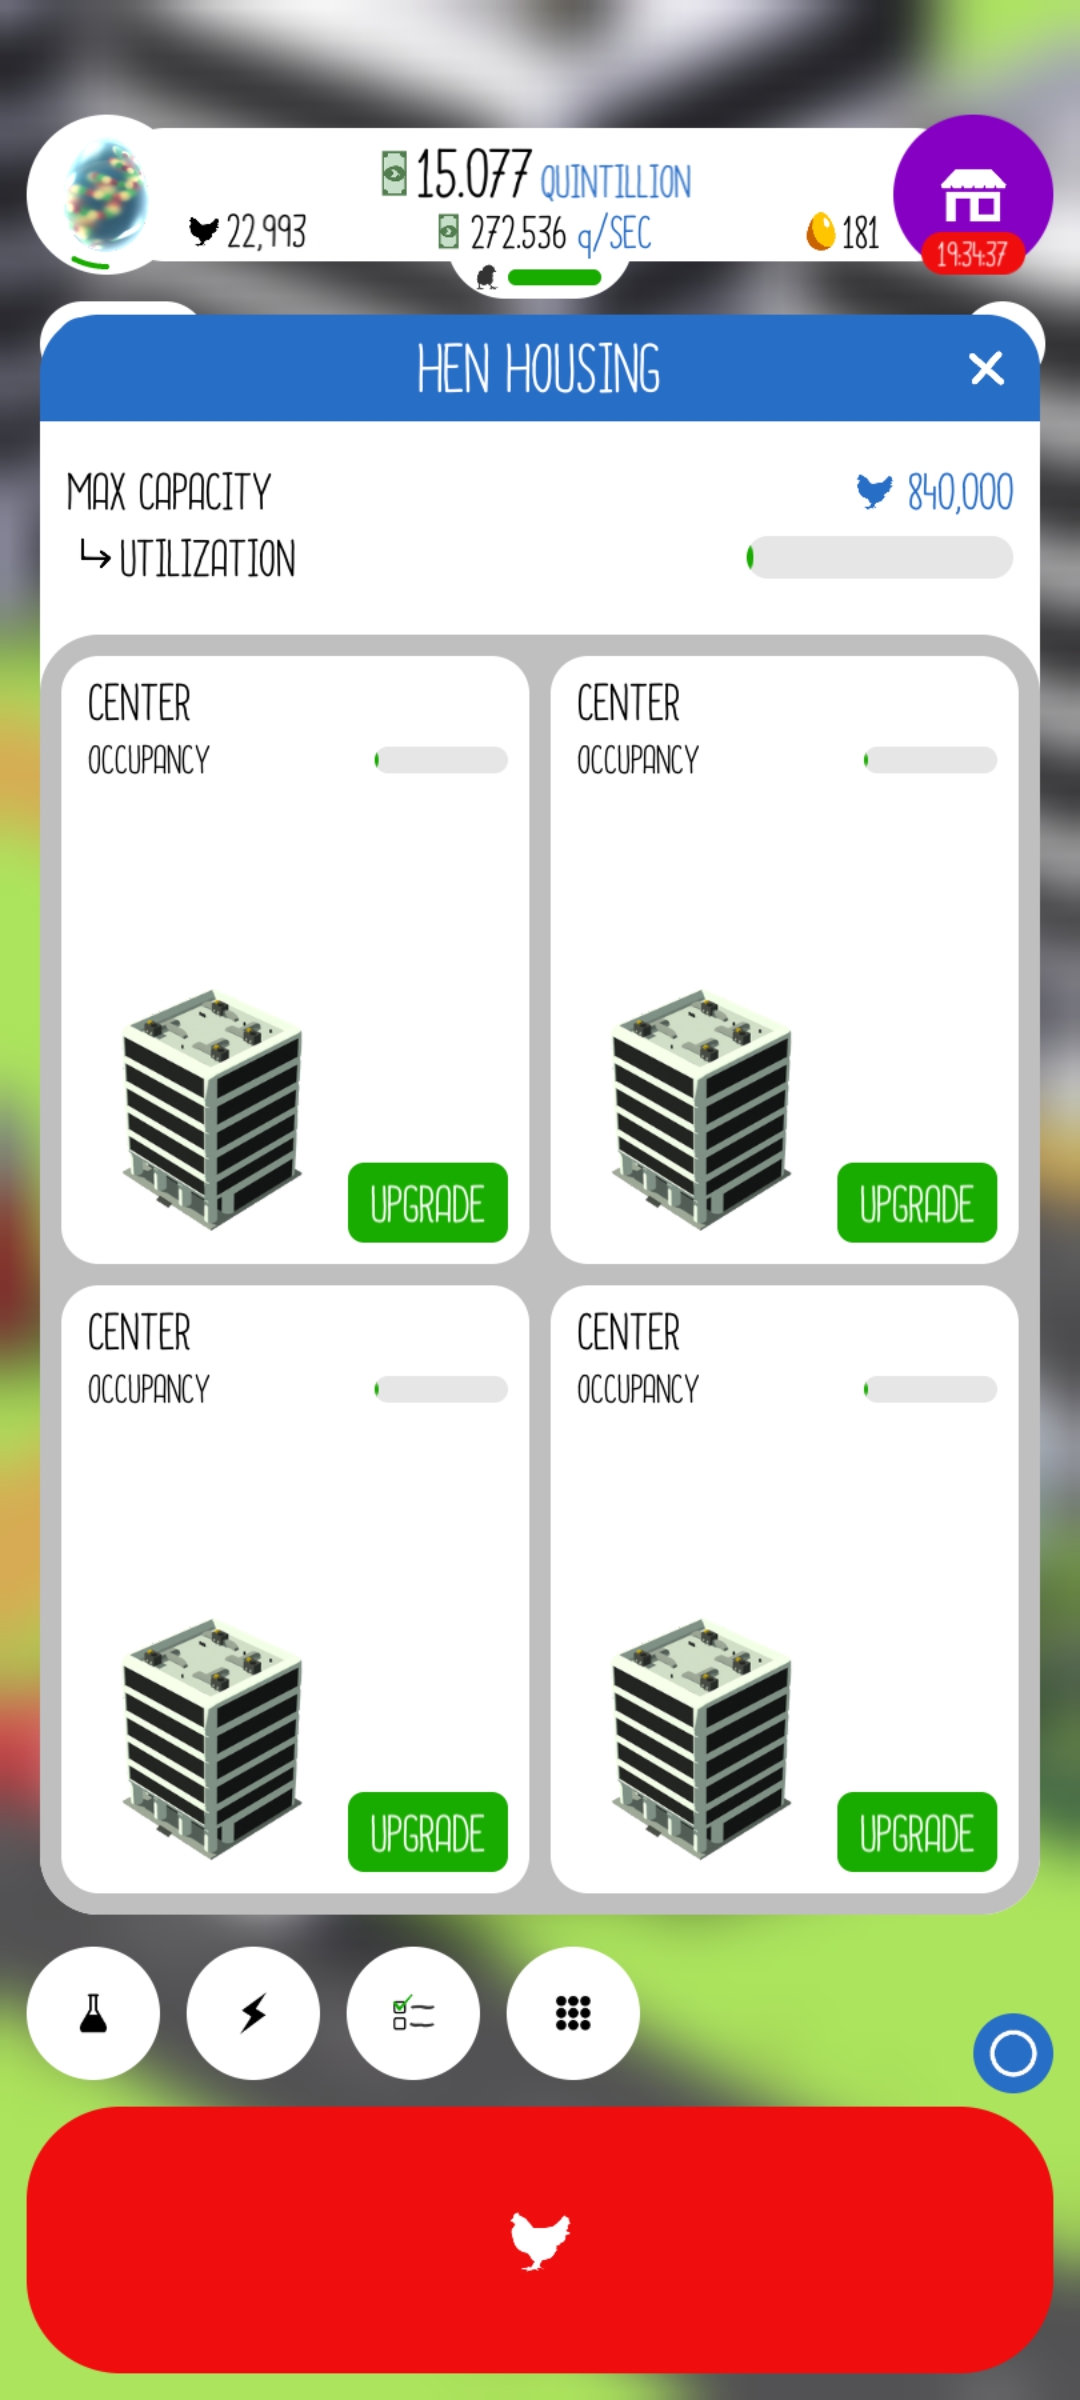 15.077 QUINTILLION
22,993 272.536 q/SEC 181
19:34:37
HEN HOUSING
MAX CAPACITY 840,000
UTILIZATION
CENTER CENTER
OCCUPANCY OCCUPANCY
UPGRADE UPGRADE
CENTER CENTER
OCCUPANCY OCCUPANCY
UPGRADE UPGRADE